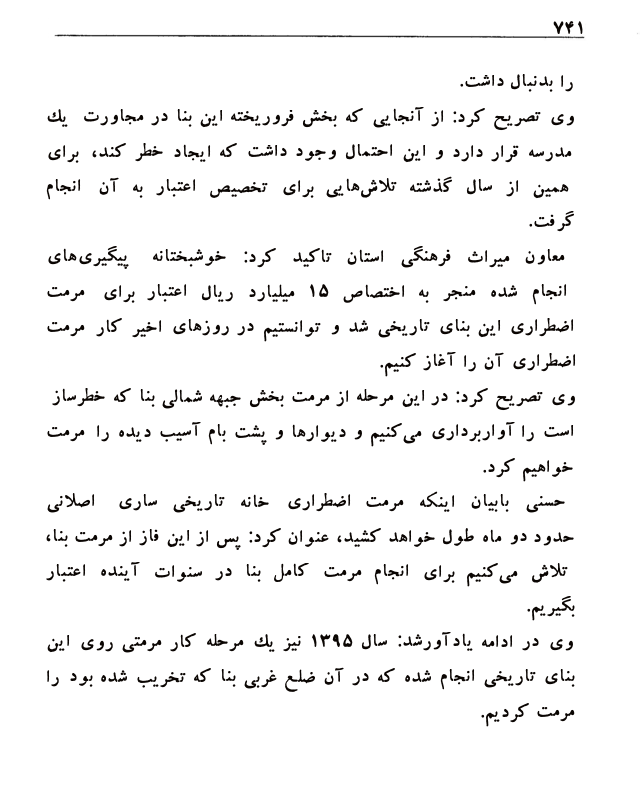 ۷۴۱
را بدنبال داشت.
وی تصریح کرد: از آنجایی که بخش فروریخته این بنا در مجاورت یك
مدرسه قرار دارد و این احتمال وجود داشت که ایجاد خطر کند، برای
همین از سال گذشته تلاش‌هایی برای تخصیص اعتبار به آن انجام
گرفت.
معاون میراث فرهنگی استان تاکید کرد: خوشبختانه پیگیری‌های
انجام شده منجر به اختصاص ۱۵ میلیارد ریال اعتبار برای مرمت
اضطراری این بنای تاریخی شد و توانستیم در روزهای اخیر کار مرمت
اضطراری آن را آغاز کنیم.
وی تصریح کرد: در این مرحله از مرمت بخش جبهه شمالی بنا که خطرساز
است را آواربرداری می‌کنیم و دیوارها و پشت بام آسیب دیده را مرمت
خواهیم کرد.
حسنی بابیان اینکه مرمت اضطراری خانه تاریخی ساری اصلانی
حدود دو ماه طول خواهد کشید، عنوان کرد: پس از این فاز از مرمت بنا،
تلاش می‌کنیم برای انجام مرمت کامل بنا در سنوات آینده اعتبار
بگیریم.
وی در ادامه یادآورشد: سال ۱۳۹۵ نیز یك مرحله کار مرمتی روی این
بنای تاریخی انجام شده که در آن ضلع غربی بنا که تخریب شده بود را
مرمت کردیم.